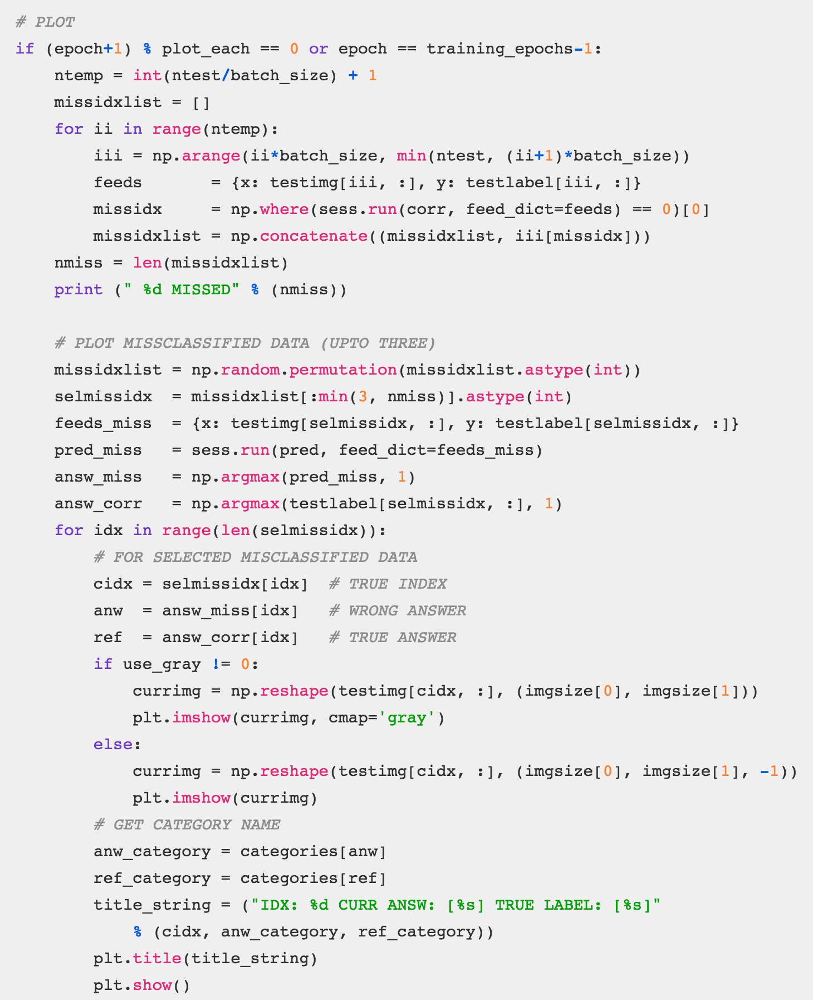 # PLOT
if (epoch+1) % plot_each == 0 or epoch == training_epochs-1:
    ntemp = int(ntest/batch_size) + 1
    missidxlist = []
    for ii in range(ntemp):
        iii = np.arange(ii*batch_size, min(ntest, (ii+1)*batch_size))
        feeds       = {x: testimg[iii, :], y: testlabel[iii, :]}
        missidx     = np.where(sess.run(corr, feed_dict=feeds) == 0)[0]
        missidxlist = np.concatenate((missidxlist, iii[missidx]))
    nmiss = len(missidxlist)
    print (" %d MISSED" % (nmiss))

    # PLOT MISSCLASSIFIED DATA (UPTO THREE)
    missidxlist = np.random.permutation(missidxlist.astype(int))
    selmissidx  = missidxlist[:min(3, nmiss)].astype(int)
    feeds_miss  = {x: testimg[selmissidx, :], y: testlabel[selmissidx, :]}
    pred_miss   = sess.run(pred, feed_dict=feeds_miss)
    answ_miss   = np.argmax(pred_miss, 1)
    answ_corr   = np.argmax(testlabel[selmissidx, :], 1)
    for idx in range(len(selmissidx)):
        # FOR SELECTED MISCLASSIFIED DATA
        cidx = selmissidx[idx]  # TRUE INDEX
        anw  = answ_miss[idx]   # WRONG ANSWER
        ref  = answ_corr[idx]   # TRUE ANSWER
        if use_gray != 0:
            currimg = np.reshape(testimg[cidx, :], (imgsize[0], imgsize[1]))
            plt.imshow(currimg, cmap='gray')
        else:
            currimg = np.reshape(testimg[cidx, :], (imgsize[0], imgsize[1], -1))
            plt.imshow(currimg)
        # GET CATEGORY NAME
        anw_category = categories[anw]
        ref_category = categories[ref]
        title_string = ("IDX: %d CURR ANSW: [%s] TRUE LABEL: [%s]"
            % (cidx, anw_category, ref_category))
        plt.title(title_string)
        plt.show()